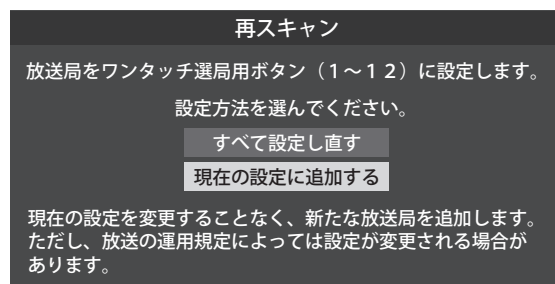 再スキャン
放送局をワンタッチ選局用ボタン（１～１２）に設定します。
設定方法を選んでください。
すべて設定し直す
現在の設定に追加する
現在の設定を変更することなく、新たな放送局を追加します。
ただし、放送の運用規定によっては設定が変更される場合が
あります。